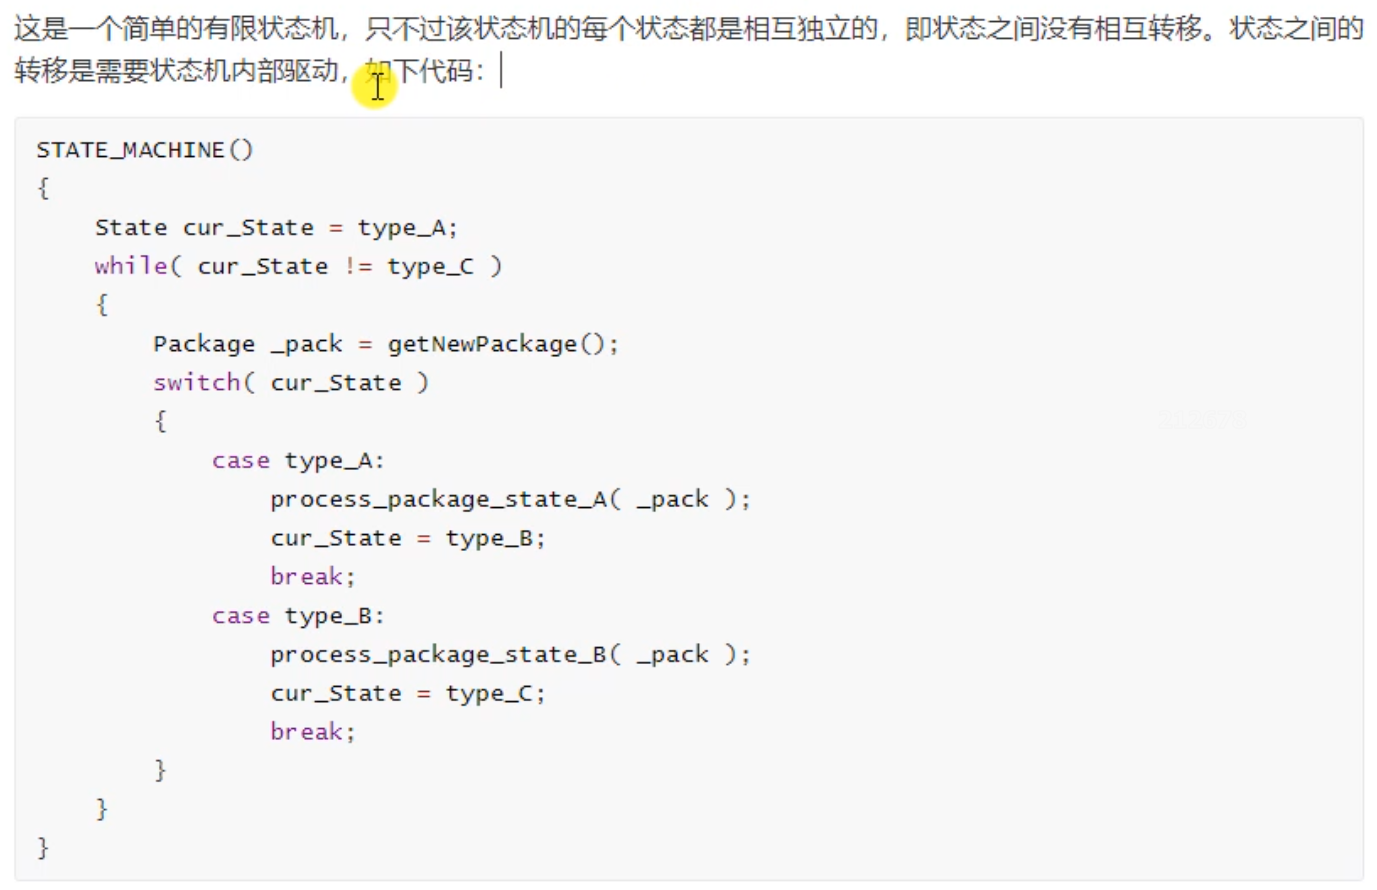 这是一个简单的有限状态机，只不过该状态机的每个状态都是相互独立的，即状态之间没有相互转移。状态之间的
转移是需要状态机内部驱动，如下代码：
STATE_MACHINE()
{
    State cur_State = type_A;
    while( cur_State != type_C )
    {
        Package _pack = getNewPackage();
        switch( cur_State )
        {
            case type_A:
                process_package_state_A( _pack );
                cur_State = type_B;
                break;
            case type_B:
                process_package_state_B( _pack );
                cur_State = type_C;
                break;
        }
    }
}